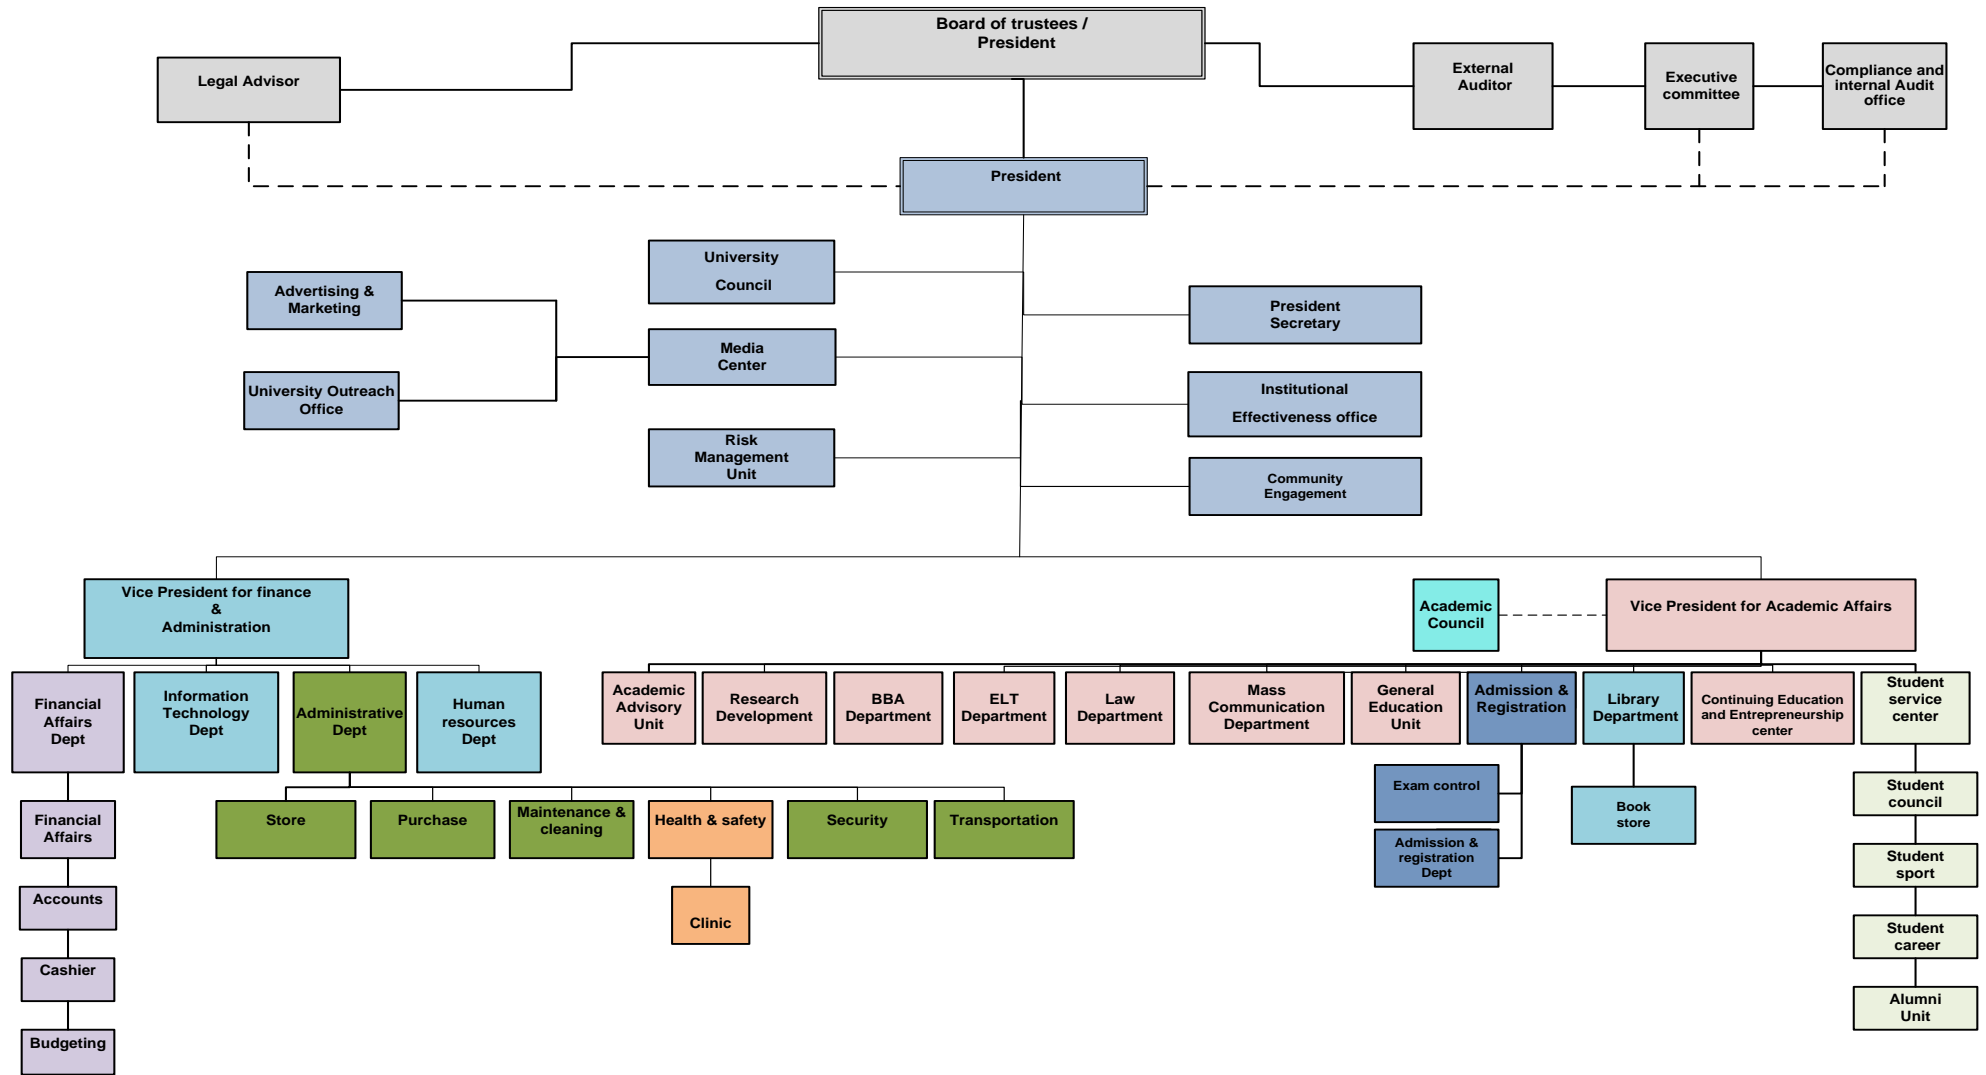 Board of trustees /
President
Legal Advisor
External
Auditor
Executive
committee
Compliance and
internal Audit
office
President
University
Council
Advertising &
Marketing
President
Secretary
Media
Center
University Outreach
Office
Institutional
Effectiveness office
Risk
Management
Unit
Community
Engagement
Vice President for finance
&
Administration
Academic
Council
Vice President for Academic Affairs
Financial
Affairs
Dept
Information
Technology
Dept
Administrative
Dept
Human
resources
Dept
Academic
Advisory
Unit
Research
Development
BBA
Department
ELT
Department
Law
Department
Mass
Communication
Department
General
Education
Unit
Admission &
Registration
Library
Department
Continuing Education
and Entrepreneurship
center
Student
service
center
Financial
Affairs
Store
Purchase
Maintenance &
cleaning
Health & safety
Security
Transportation
Exam control
Book
store
Student
council
Admission &
registration
Dept
Student
sport
Accounts
Clinic
Student
career
Cashier
Alumni
Unit
Budgeting